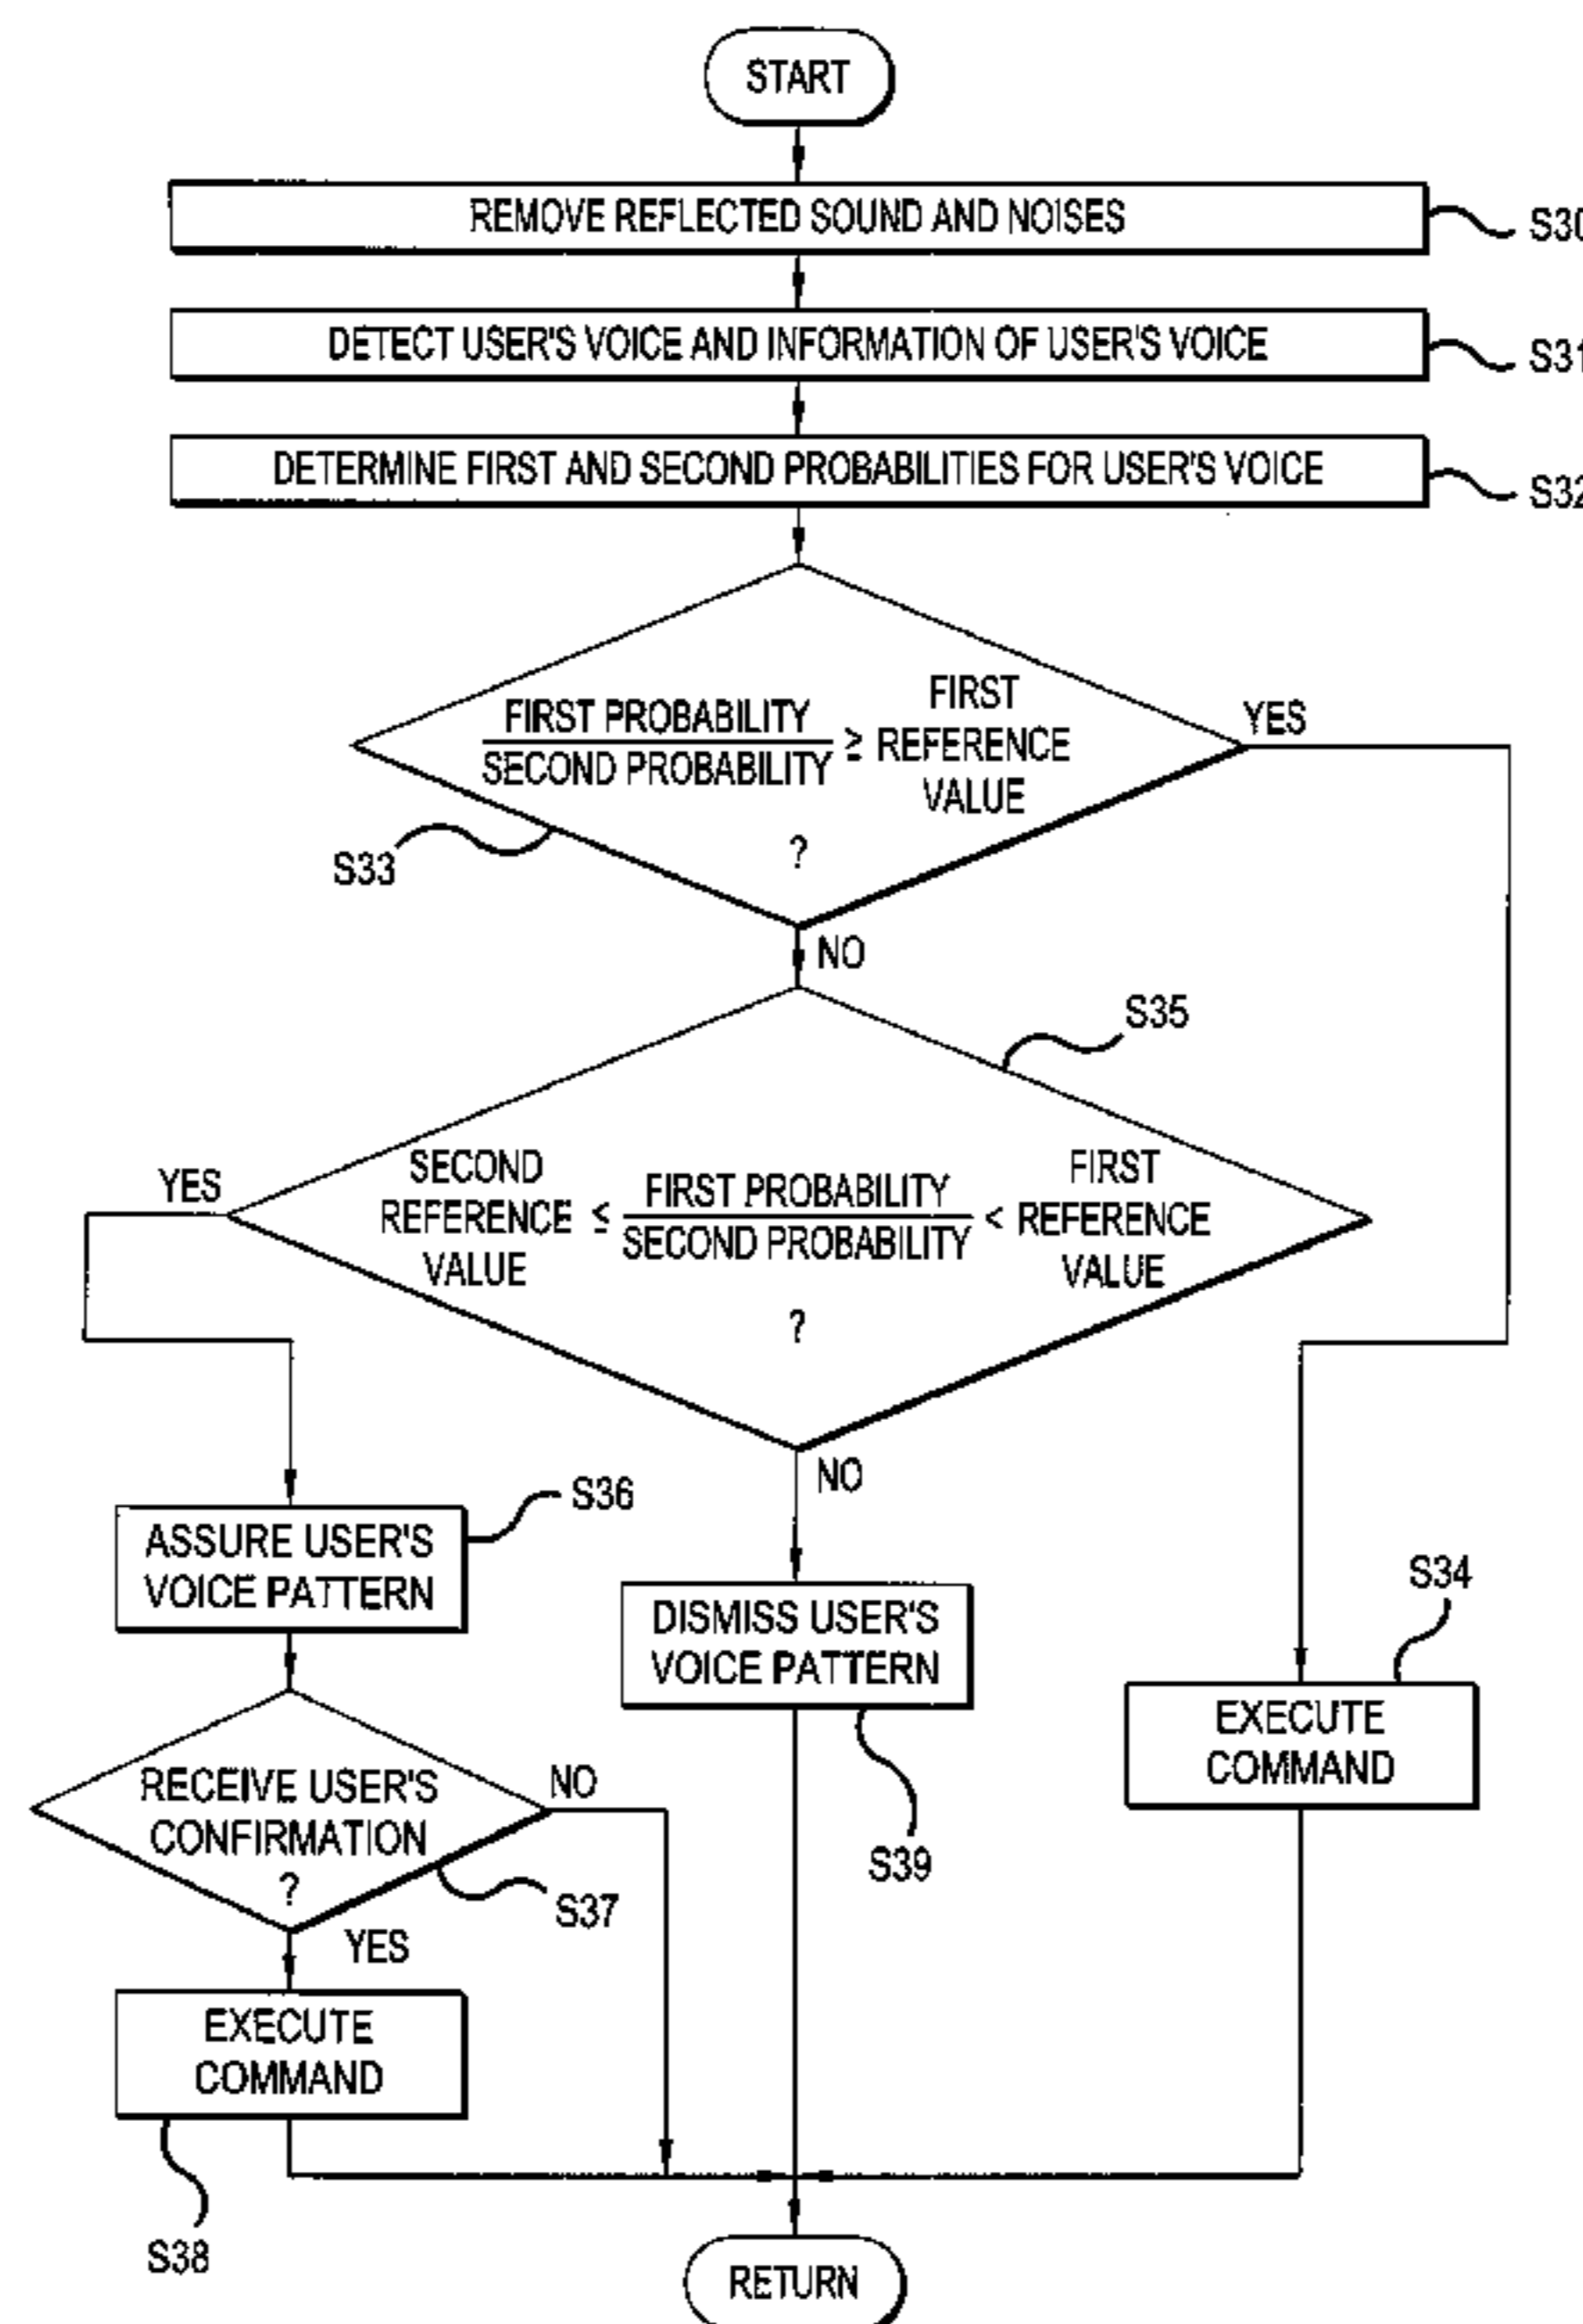 START
REMOVE REFLECTED SOUND AND NOISES
S30
DETECT USER'S VOICE AND INFORMATION OF USER'S VOICE
S31
DETERMINE FIRST AND SECOND PROBABILITIES FOR USER'S VOICE
S32
FIRST PROBABILITY
SECOND PROBABILITY
≥
FIRST
REFERENCE
VALUE
?
YES
S33
NO
S35
YES
SECOND
REFERENCE
VALUE
≤
FIRST PROBABILITY
SECOND PROBABILITY
<
FIRST
REFERENCE
VALUE
?
NO
S36
ASSURE USER'S
VOICE PATTERN
DISMISS USER'S
VOICE PATTERN
S39
S34
EXECUTE
COMMAND
RECEIVE USER'S
CONFIRMATION
?
NO
S37
YES
EXECUTE
COMMAND
S38
RETURN